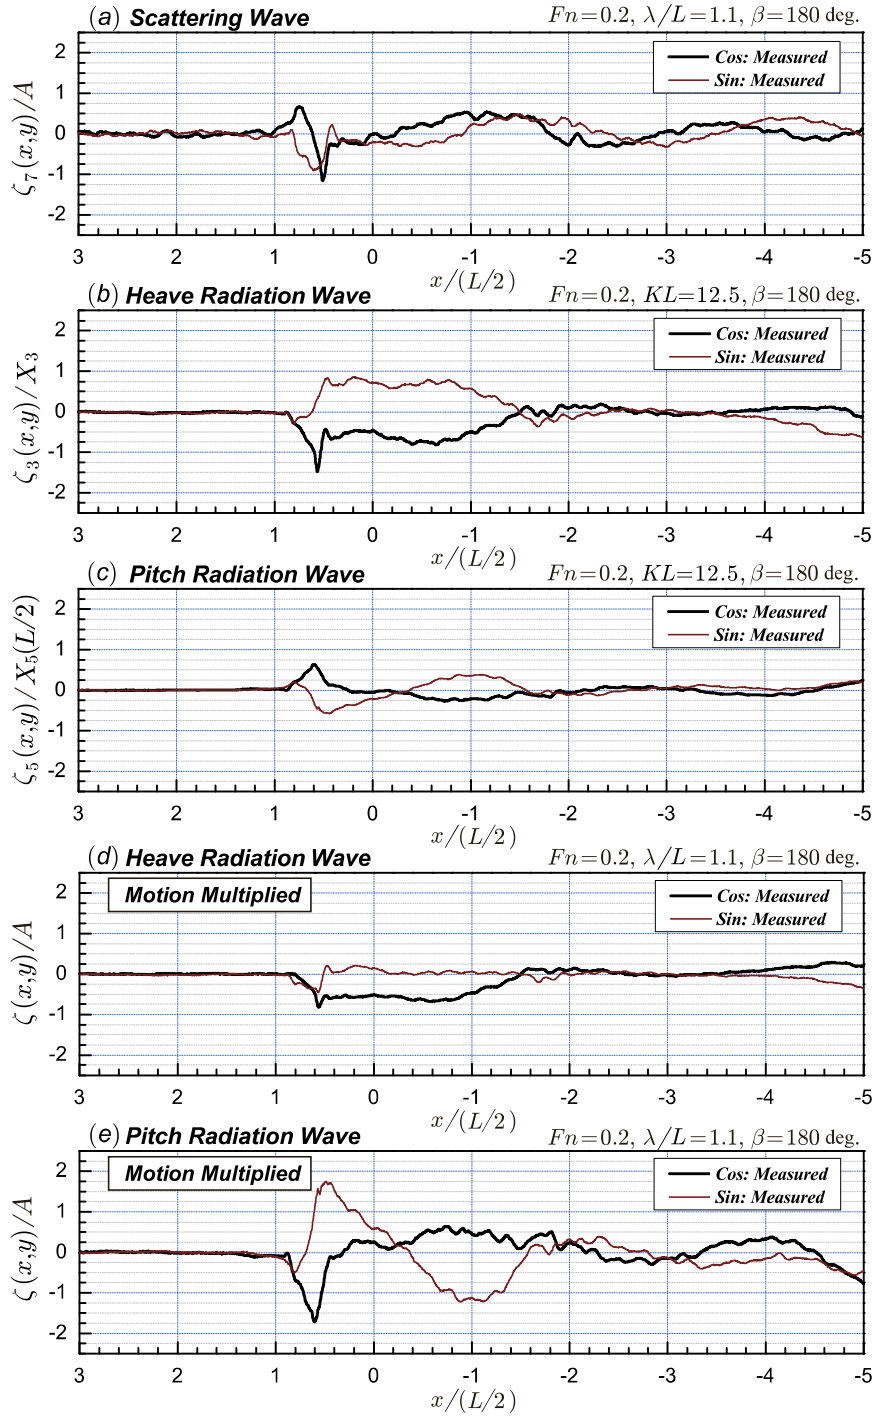 (a) Scattering Wave Fn=0.2, λ/L=1.1, β=180 deg.
ζ7(x,y)/A
2
1
0
-1
-2
Cos: Measured
Sin: Measured
3 2 1 0 -1 -2 -3 -4 -5
x/(L/2)
(b) Heave Radiation Wave Fn=0.2, KL=12.5, β=180 deg.
ζ3(x,y)/X3
2
1
0
-1
-2
Cos: Measured
Sin: Measured
3 2 1 0 -1 -2 -3 -4 -5
x/(L/2)
(c) Pitch Radiation Wave Fn=0.2, KL=12.5, β=180 deg.
ζ5(x,y)/X5(L/2)
2
1
0
-1
-2
Cos: Measured
Sin: Measured
3 2 1 0 -1 -2 -3 -4 -5
x/(L/2)
(d) Heave Radiation Wave Fn=0.2, λ/L=1.1, β=180 deg.
Motion Multiplied
ζ(x,y)/A
2
1
0
-1
-2
Cos: Measured
Sin: Measured
3 2 1 0 -1 -2 -3 -4 -5
x/(L/2)
(e) Pitch Radiation Wave Fn=0.2, λ/L=1.1, β=180 deg.
Motion Multiplied
ζ(x,y)/A
2
1
0
-1
-2
Cos: Measured
Sin: Measured
3 2 1 0 -1 -2 -3 -4 -5
x/(L/2)